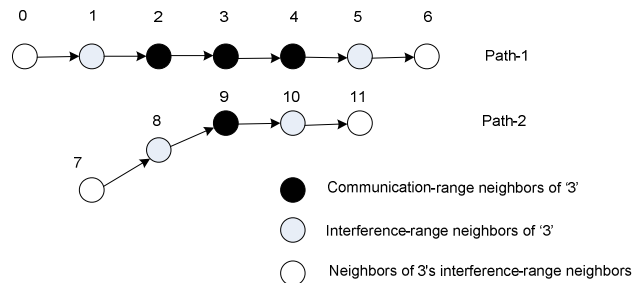 0 1 2 3 4 5 6
Path-1
9 10 11
8
Path-2
7
Communication-range neighbors of '3'
Interference-range neighbors of '3'
Neighbors of 3's interference-range neighbors